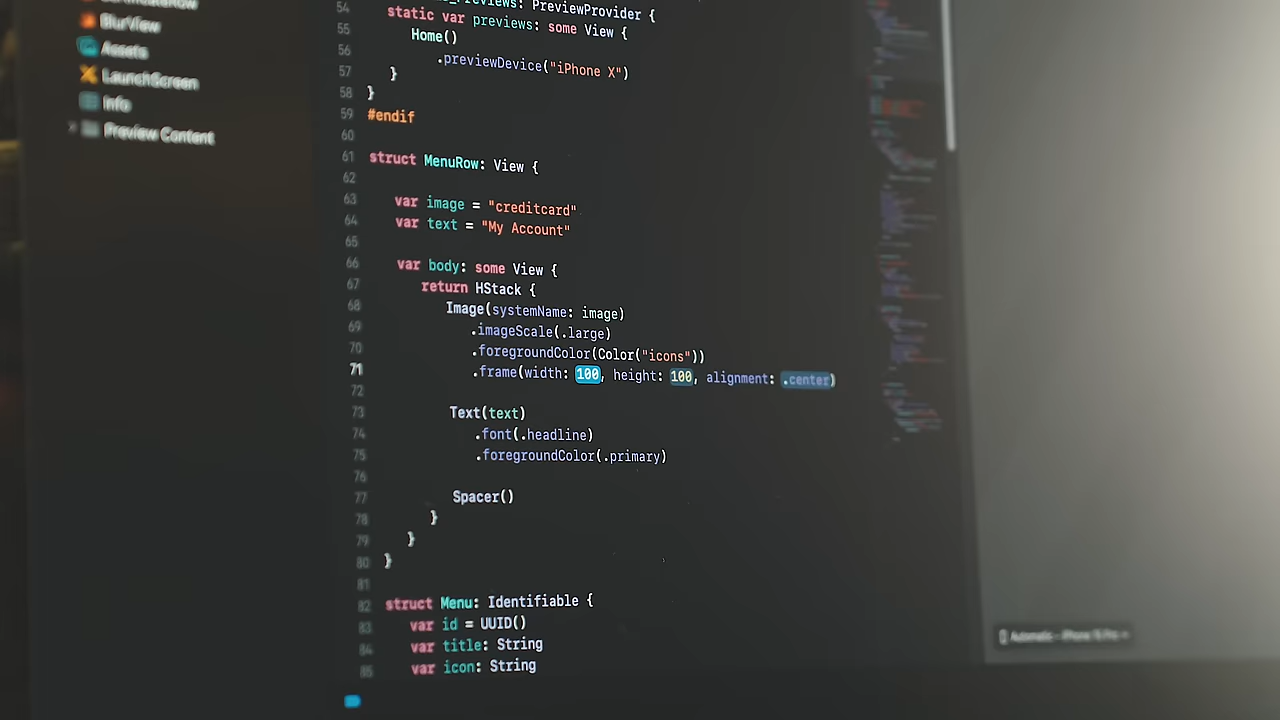 BlurView
Assets
LaunchScreen
Info
Preview Content
54 PreviewProvider {
55 static var previews: some View {
56 Home()
57 .previewDevice("iPhone X")
58 }
59 }
60 #endif
61
62 struct MenuRow: View {
63
64 var image = "creditcard"
65 var text = "My Account"
66
67 var body: some View {
68 return HStack {
69 Image(systemName: image)
70 .imageScale(.large)
71 .foregroundColor(Color("icons"))
72 .frame(width: 100, height: 100, alignment: .center)
73
74 Text(text)
75 .font(.headline)
76 .foregroundColor(.primary)
77
78 Spacer()
79 }
80 }
81 }
82
83 struct Menu: Identifiable {
84 var id = UUID()
85 var title: String
var icon: String